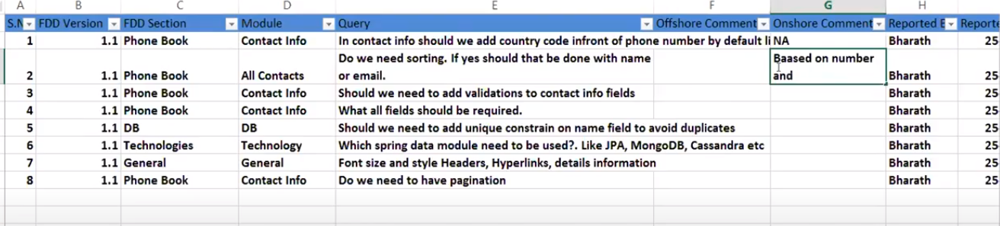 A B C D E F G H
S.N FDD Version FDD Section Module Query Offshore Comment Onshore Comment Reported Reporte
1 1.1 Phone Book Contact Info In contact info should we add country code infront of phone number by default li NA Bharath 25
2 1.1 Phone Book All Contacts Do we need sorting. If yes should that be done with name
or email. Baased on number
and Bharath 25
3 1.1 Phone Book Contact Info Should we need to add validations to contact info fields Bharath 25
4 1.1 Phone Book Contact Info What all fields should be required. Bharath 25
5 1.1 DB DB Should we need to add unique constrain on name field to avoid duplicates Bharath 25
6 1.1 Technologies Technology Which spring data module need to be used?. Like JPA, MongoDB, Cassandra etc Bharath 25
7 1.1 General General Font size and style Headers, Hyperlinks, details information Bharath 25
8 1.1 Phone Book Contact Info Do we need to have pagination Bharath 25